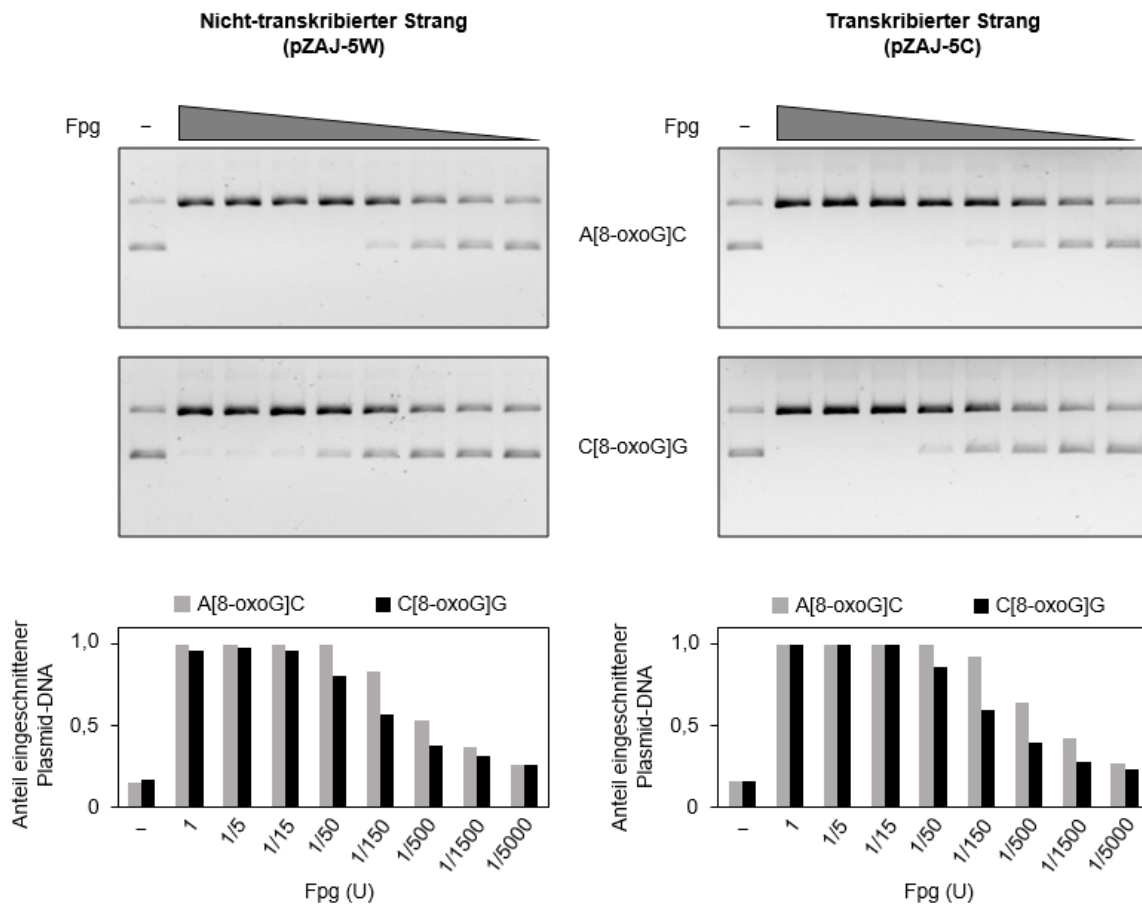 Nicht-transkribierter Strang
(pZAJ-5W)
Transkribierter Strang
(pZAJ-5C)
Fpg –
Fpg –
A[8-oxoG]C
C[8-oxoG]G
A[8-oxoG]C C[8-oxoG]G
Anteil eingeschnittener
Plasmid-DNA
1,0
0,5
0
– 1 1/5 1/15 1/50 1/150 1/500 1/1500 1/5000
Fpg (U)
A[8-oxoG]C C[8-oxoG]G
Anteil eingeschnittener
Plasmid-DNA
1,0
0,5
0
– 1 1/5 1/15 1/50 1/150 1/500 1/1500 1/5000
Fpg (U)